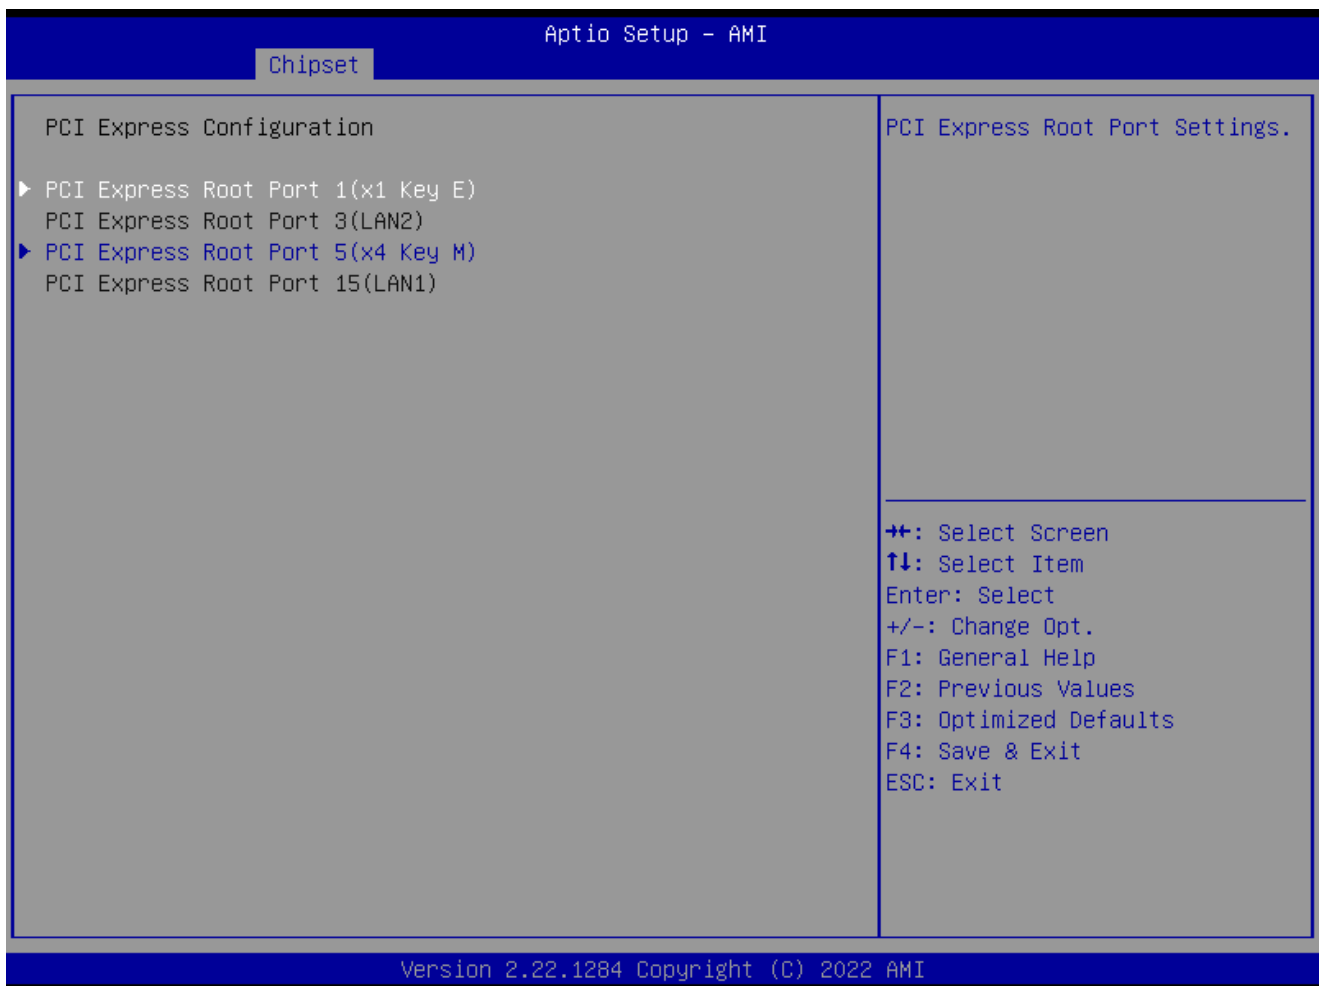 Aptio Setup – AMI
Chipset
PCI Express Configuration
PCI Express Root Port 1(x1 Key E)
PCI Express Root Port 3(LAN2)
PCI Express Root Port 5(x4 Key M)
PCI Express Root Port 15(LAN1)
PCI Express Root Port Settings.
→←: Select Screen
↑↓: Select Item
Enter: Select
+/-: Change Opt.
F1: General Help
F2: Previous Values
F3: Optimized Defaults
F4: Save & Exit
ESC: Exit
Version 2.22.1284 Copyright (C) 2022 AMI